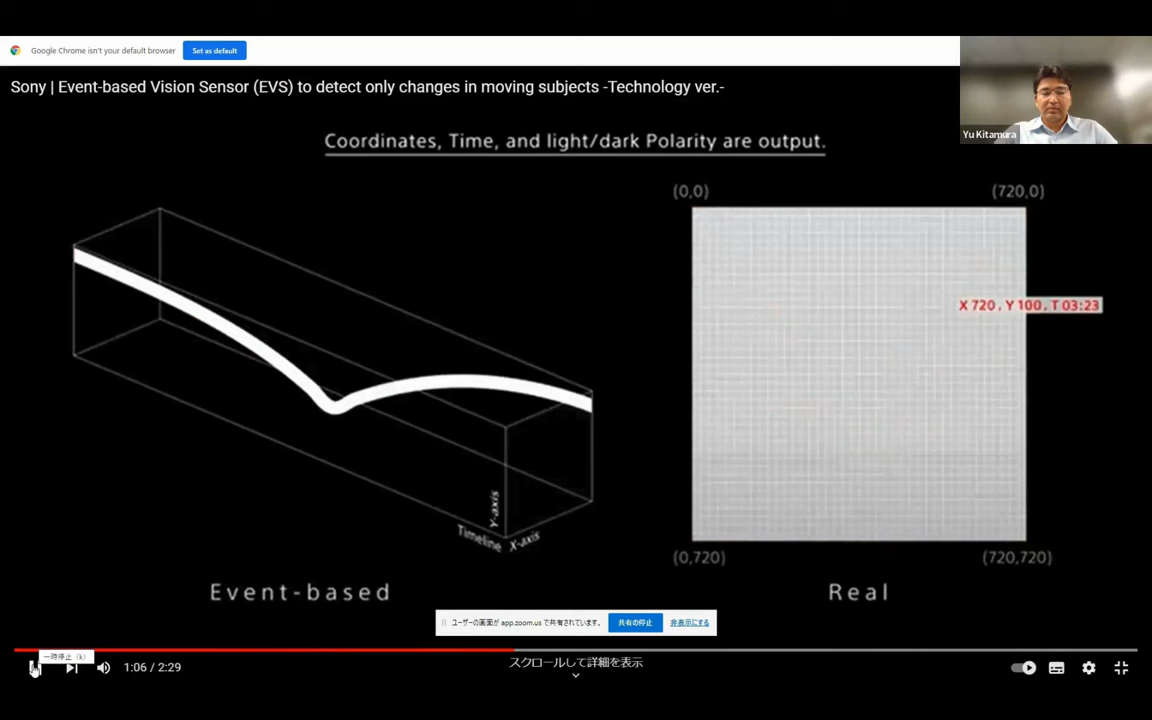 Google Chrome isn't your default browser
Set as default
Sony | Event-based Vision Sensor (EVS) to detect only changes in moving subjects -Technology ver.-
Yu Kitamura
Coordinates, Time, and light/dark Polarity are output.
(0,0)
(720,0)
X 720 , Y 100 , T 03:23
Y-axis
Timeline
X-axis
(0,720)
(720,720)
Event-based
Real
ユーザーの画面が app.zoom.us で共有されています。
共有の停止
非表示にする
一時停止 (k)
1:06 / 2:29
スクロールして詳細を表示